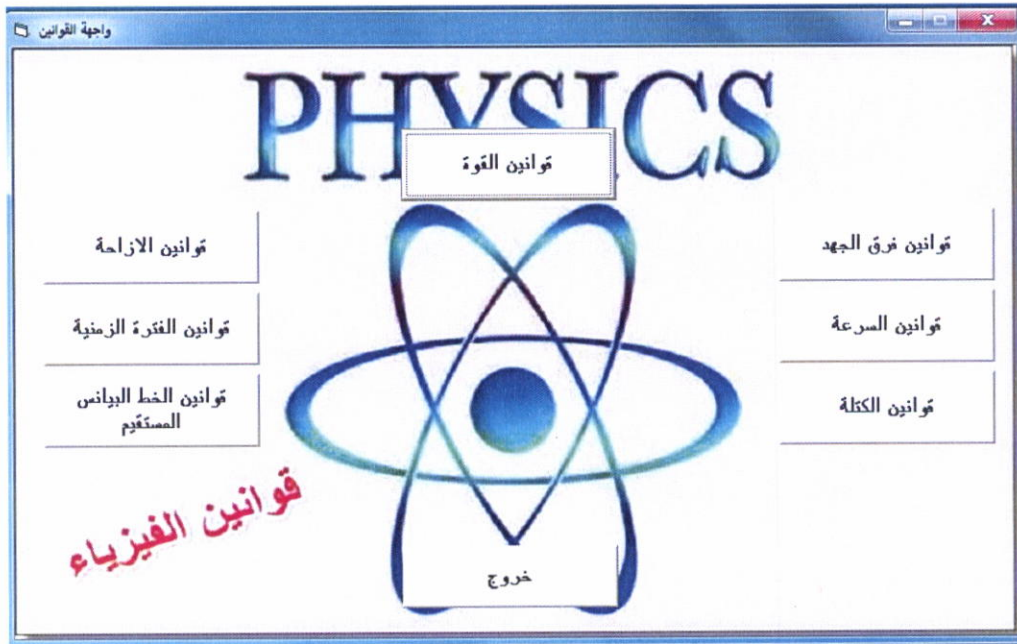 واجهة القوانين
PHYSICS
قوانين القوة
قوانين فرق الجهد
قوانين الازاحة
قوانين السرعة
قوانين الفترة الزمنية
قوانين الكتلة
قوانين الخط البياني
المستقيم
قوانين الفيزياء
خروج